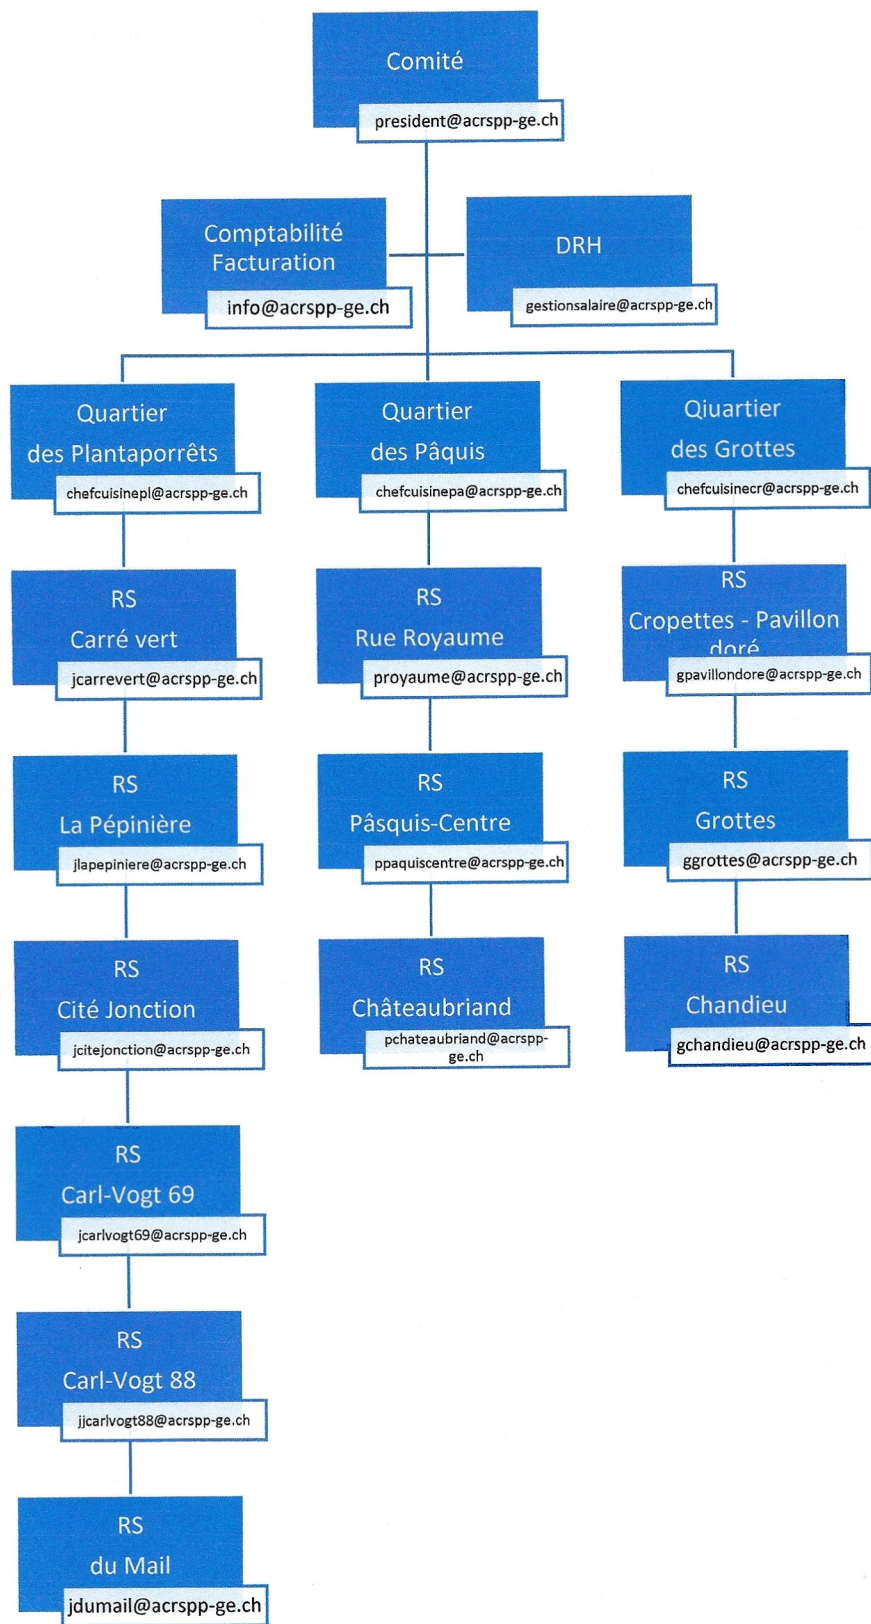 Comité
president@acrspp-ge.ch
Comptabilité
Facturation
info@acrspp-ge.ch
DRH
gestionsalaire@acrspp-ge.ch
Quartier
des Plantaporrêts
chefcuisinepl@acrspp-ge.ch
Quartier
des Pâquis
chefcuisinepa@acrspp-ge.ch
Qiuartier
des Grottes
chefcuisinecr@acrspp-ge.ch
RS
Carré vert
jcarrevert@acrspp-ge.ch
RS
Rue Royaume
proyaume@acrspp-ge.ch
RS
Cropettes - Pavillon
doré
gpavillondore@acrspp-ge.ch
RS
La Pépinière
jlapepiniere@acrspp-ge.ch
RS
Pâsquis-Centre
ppaquiscentre@acrspp-ge.ch
RS
Grottes
ggrottes@acrspp-ge.ch
RS
Cité Jonction
jcitejonction@acrspp-ge.ch
RS
Châteaubriand
pchateaubriand@acrspp-
ge.ch
RS
Chandieu
gchandieu@acrspp-ge.ch
RS
Carl-Vogt 69
jcarlvogt69@acrspp-ge.ch
RS
Carl-Vogt 88
jjcarlvogt88@acrspp-ge.ch
RS
du Mail
jdumail@acrspp-ge.ch